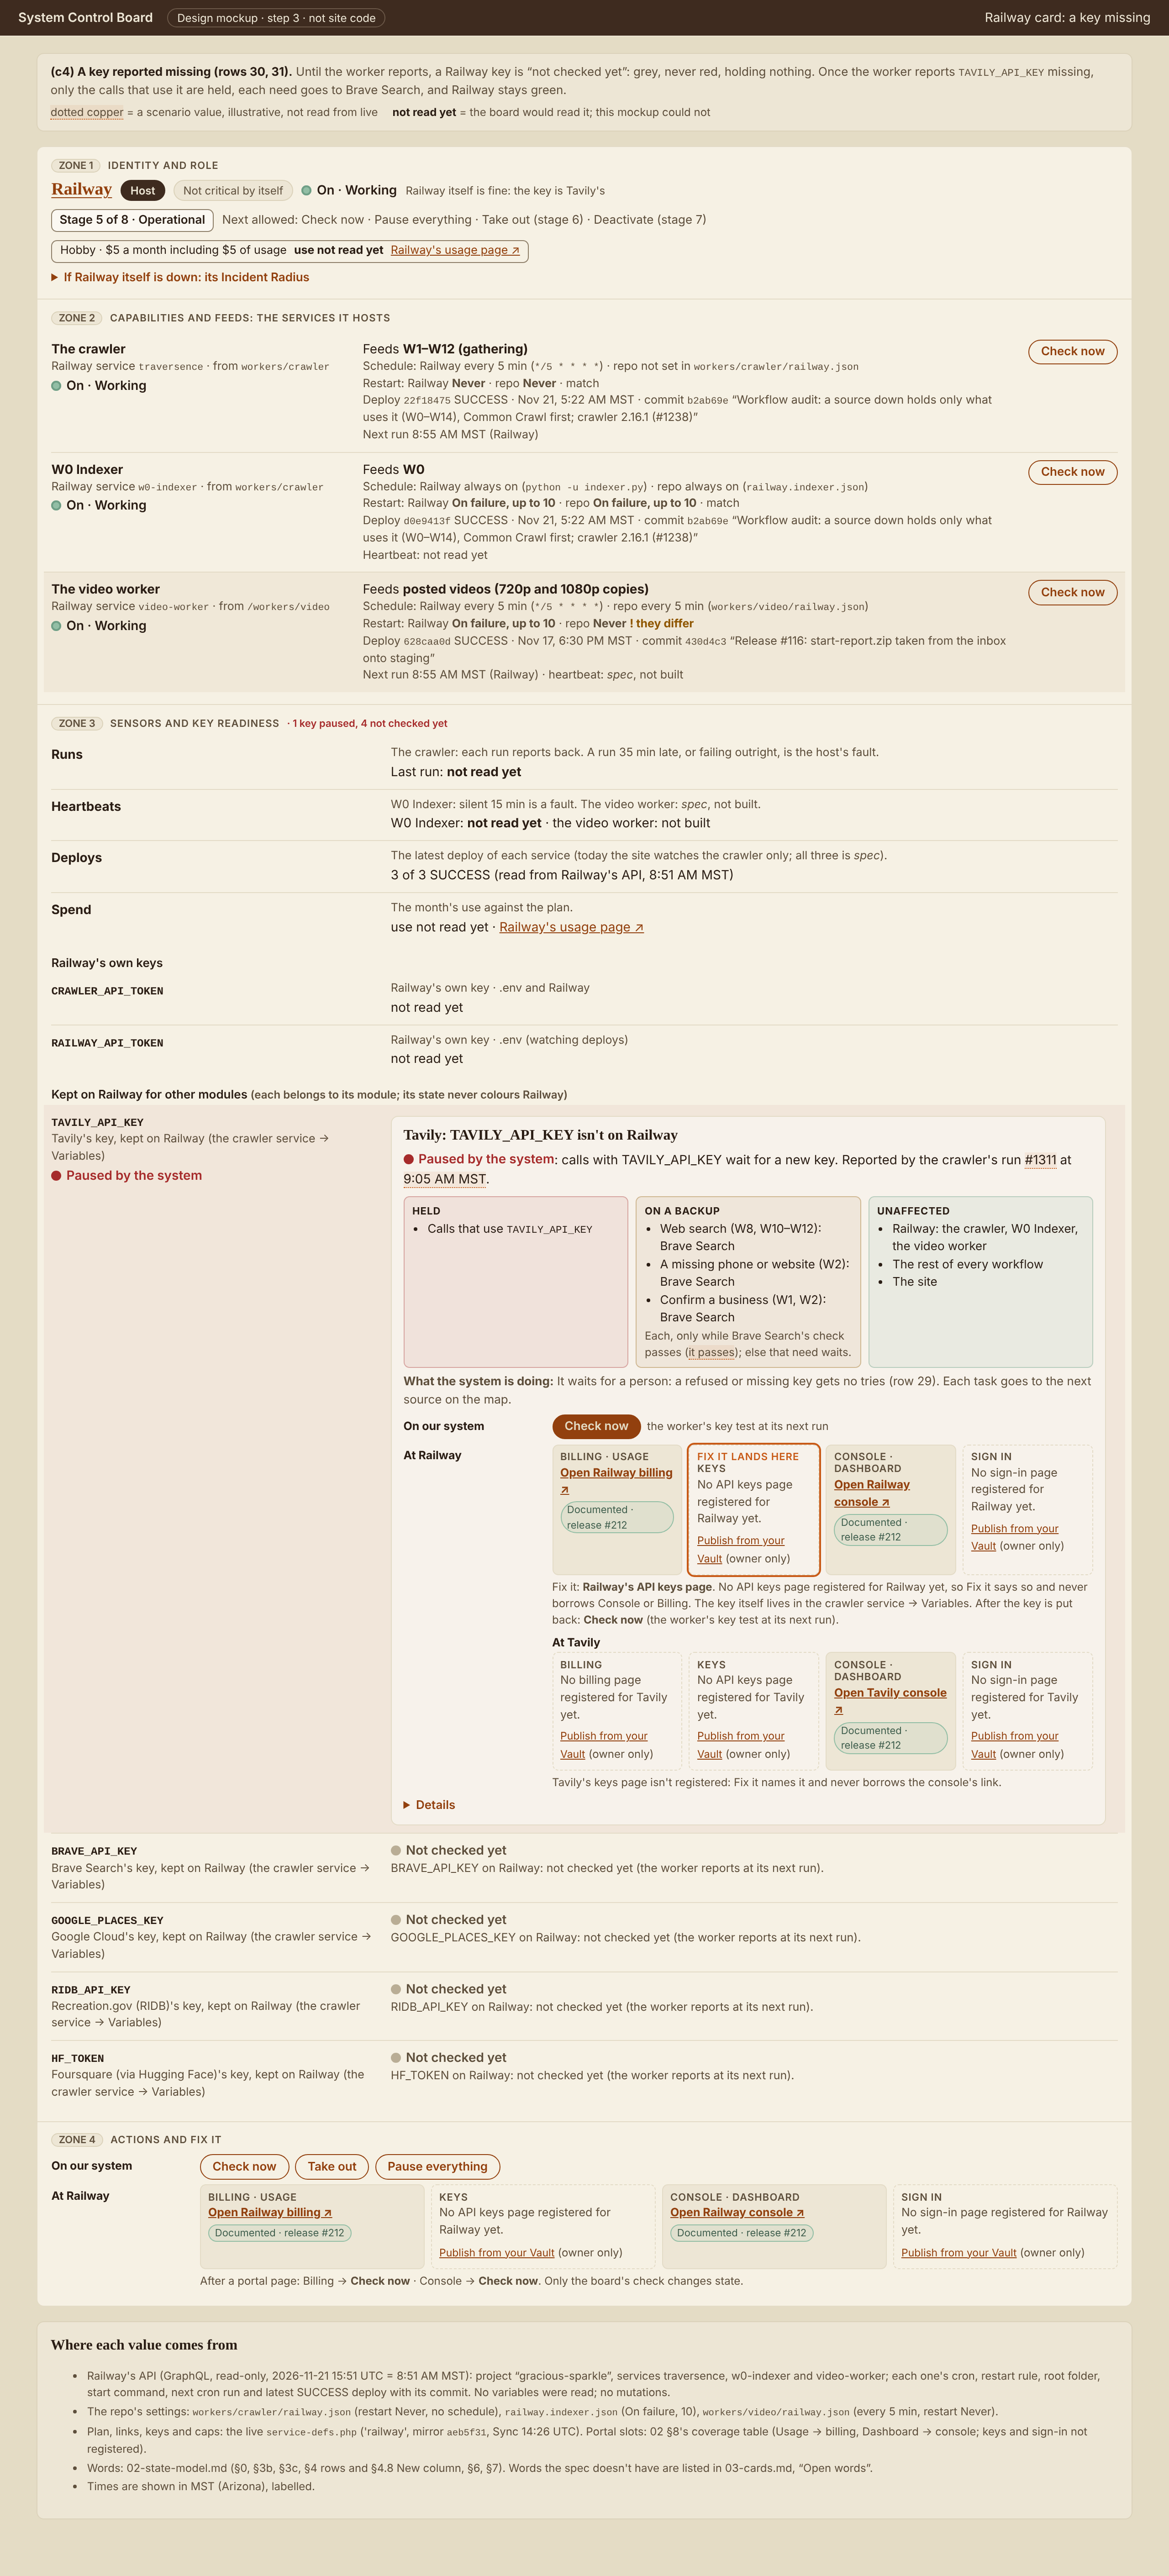 System Control Board
Design mockup · step 3 · not site code
Railway card: a key missing
(c4) A key reported missing (rows 30, 31). Until the worker reports, a Railway key is “not checked yet”: grey, never red, holding nothing. Once the worker reports TAVILY_API_KEY missing,
only the calls that use it are held, each need goes to Brave Search, and Railway stays green.
dotted copper = a scenario value, illustrative, not read from live not read yet = the board would read it; this mockup could not
ZONE 1 IDENTITY AND ROLE
Railway Host Not critical by itself On · Working Railway itself is fine: the key is Tavily's
Stage 5 of 8 · Operational Next allowed: Check now · Pause everything · Take out (stage 6) · Deactivate (stage 7)
Hobby · $5 a month including $5 of usage use not read yet Railway's usage page ↗
▶ If Railway itself is down: its Incident Radius
ZONE 2 CAPABILITIES AND FEEDS: THE SERVICES IT HOSTS
The crawler
Railway service traversence · from workers/crawler
On · Working
Feeds W1–W12 (gathering)
Schedule: Railway every 5 min (*/5 * * * *) · repo not set in workers/crawler/railway.json
Restart: Railway Never · repo Never · match
Deploy 22f18475 SUCCESS · Nov 21, 5:22 AM MST · commit b2ab69e “Workflow audit: a source down holds only what
uses it (W0–W14), Common Crawl first; crawler 2.16.1 (#1238)”
Next run 8:55 AM MST (Railway)
Check now
W0 Indexer
Railway service w0-indexer · from workers/crawler
On · Working
Feeds W0
Schedule: Railway always on (python -u indexer.py) · repo always on (railway.indexer.json)
Restart: Railway On failure, up to 10 · repo On failure, up to 10 · match
Deploy d0e9413f SUCCESS · Nov 21, 5:22 AM MST · commit b2ab69e “Workflow audit: a source down holds only what
uses it (W0–W14), Common Crawl first; crawler 2.16.1 (#1238)”
Heartbeat: not read yet
Check now
The video worker
Railway service video-worker · from /workers/video
On · Working
Feeds posted videos (720p and 1080p copies)
Schedule: Railway every 5 min (*/5 * * * *) · repo every 5 min (workers/video/railway.json)
Restart: Railway On failure, up to 10 · repo Never ! they differ
Deploy 628caa0d SUCCESS · Nov 17, 6:30 PM MST · commit 430d4c3 “Release #116: start-report.zip taken from the inbox
onto staging”
Next run 8:55 AM MST (Railway) · heartbeat: spec, not built
Check now
ZONE 3 SENSORS AND KEY READINESS · 1 key paused, 4 not checked yet
Runs
The crawler: each run reports back. A run 35 min late, or failing outright, is the host's fault.
Last run: not read yet
Heartbeats
W0 Indexer: silent 15 min is a fault. The video worker: spec, not built.
W0 Indexer: not read yet · the video worker: not built
Deploys
The latest deploy of each service (today the site watches the crawler only; all three is spec).
3 of 3 SUCCESS (read from Railway's API, 8:51 AM MST)
Spend
The month's use against the plan.
use not read yet · Railway's usage page ↗
Railway's own keys
CRAWLER_API_TOKEN
Railway's own key · .env and Railway
not read yet
RAILWAY_API_TOKEN
Railway's own key · .env (watching deploys)
not read yet
Kept on Railway for other modules (each belongs to its module; its state never colours Railway)
TAVILY_API_KEY
Tavily's key, kept on Railway (the crawler service →
Variables)
Paused by the system
Tavily: TAVILY_API_KEY isn't on Railway
Paused by the system: calls with TAVILY_API_KEY wait for a new key. Reported by the crawler's run #1311 at
9:05 AM MST.
HELD
• Calls that use TAVILY_API_KEY
ON A BACKUP
• Web search (W8, W10–W12):
Brave Search
• A missing phone or website (W2):
Brave Search
• Confirm a business (W1, W2):
Brave Search
Each, only while Brave Search's check
passes (it passes); else that need waits.
UNAFFECTED
• Railway: the crawler, W0 Indexer,
the video worker
• The rest of every workflow
• The site
What the system is doing: It waits for a person: a refused or missing key gets no tries (row 29). Each task goes to the next
source on the map.
On our system
Check now the worker's key test at its next run
At Railway
BILLING · USAGE
Open Railway billing
↗
Documented ·
release #212
FIX IT LANDS HERE
KEYS
No API keys page
registered for
Railway yet.
Publish from your
Vault (owner only)
CONSOLE ·
DASHBOARD
Open Railway
console ↗
Documented ·
release #212
SIGN IN
No sign-in page
registered for
Railway yet.
Publish from your
Vault (owner only)
Fix it: Railway's API keys page. No API keys page registered for Railway yet, so Fix it says so and never
borrows Console or Billing. The key itself lives in the crawler service → Variables. After the key is put
back: Check now (the worker's key test at its next run).
At Tavily
BILLING
No billing page
registered for Tavily
yet.
Publish from your
Vault (owner only)
KEYS
No API keys page
registered for Tavily
yet.
Publish from your
Vault (owner only)
CONSOLE ·
DASHBOARD
Open Tavily console
↗
Documented ·
release #212
SIGN IN
No sign-in page
registered for Tavily
yet.
Publish from your
Vault (owner only)
Tavily's keys page isn't registered: Fix it names it and never borrows the console's link.
▶ Details
BRAVE_API_KEY
Brave Search's key, kept on Railway (the crawler service →
Variables)
Not checked yet
BRAVE_API_KEY on Railway: not checked yet (the worker reports at its next run).
GOOGLE_PLACES_KEY
Google Cloud's key, kept on Railway (the crawler service →
Variables)
Not checked yet
GOOGLE_PLACES_KEY on Railway: not checked yet (the worker reports at its next run).
RIDB_API_KEY
Recreation.gov (RIDB)'s key, kept on Railway (the crawler
service → Variables)
Not checked yet
RIDB_API_KEY on Railway: not checked yet (the worker reports at its next run).
HF_TOKEN
Foursquare (via Hugging Face)'s key, kept on Railway (the
crawler service → Variables)
Not checked yet
HF_TOKEN on Railway: not checked yet (the worker reports at its next run).
ZONE 4 ACTIONS AND FIX IT
On our system
Check now Take out Pause everything
At Railway
BILLING · USAGE
Open Railway billing ↗
Documented · release #212
KEYS
No API keys page registered for
Railway yet.
Publish from your Vault (owner only)
CONSOLE · DASHBOARD
Open Railway console ↗
Documented · release #212
SIGN IN
No sign-in page registered for Railway
yet.
Publish from your Vault (owner only)
After a portal page: Billing → Check now · Console → Check now. Only the board's check changes state.
Where each value comes from
• Railway's API (GraphQL, read-only, 2026-11-21 15:51 UTC = 8:51 AM MST): project “gracious-sparkle”, services traversence, w0-indexer and video-worker; each one's cron, restart rule, root folder,
start command, next cron run and latest SUCCESS deploy with its commit. No variables were read; no mutations.
• The repo's settings: workers/crawler/railway.json (restart Never, no schedule), railway.indexer.json (On failure, 10), workers/video/railway.json (every 5 min, restart Never).
• Plan, links, keys and caps: the live service-defs.php ('railway', mirror aeb5f31, Sync 14:26 UTC). Portal slots: 02 §8's coverage table (Usage → billing, Dashboard → console; keys and sign-in not
registered).
• Words: 02-state-model.md (§0, §3b, §3c, §4 rows and §4.8 New column, §6, §7). Words the spec doesn't have are listed in 03-cards.md, “Open words”.
• Times are shown in MST (Arizona), labelled.